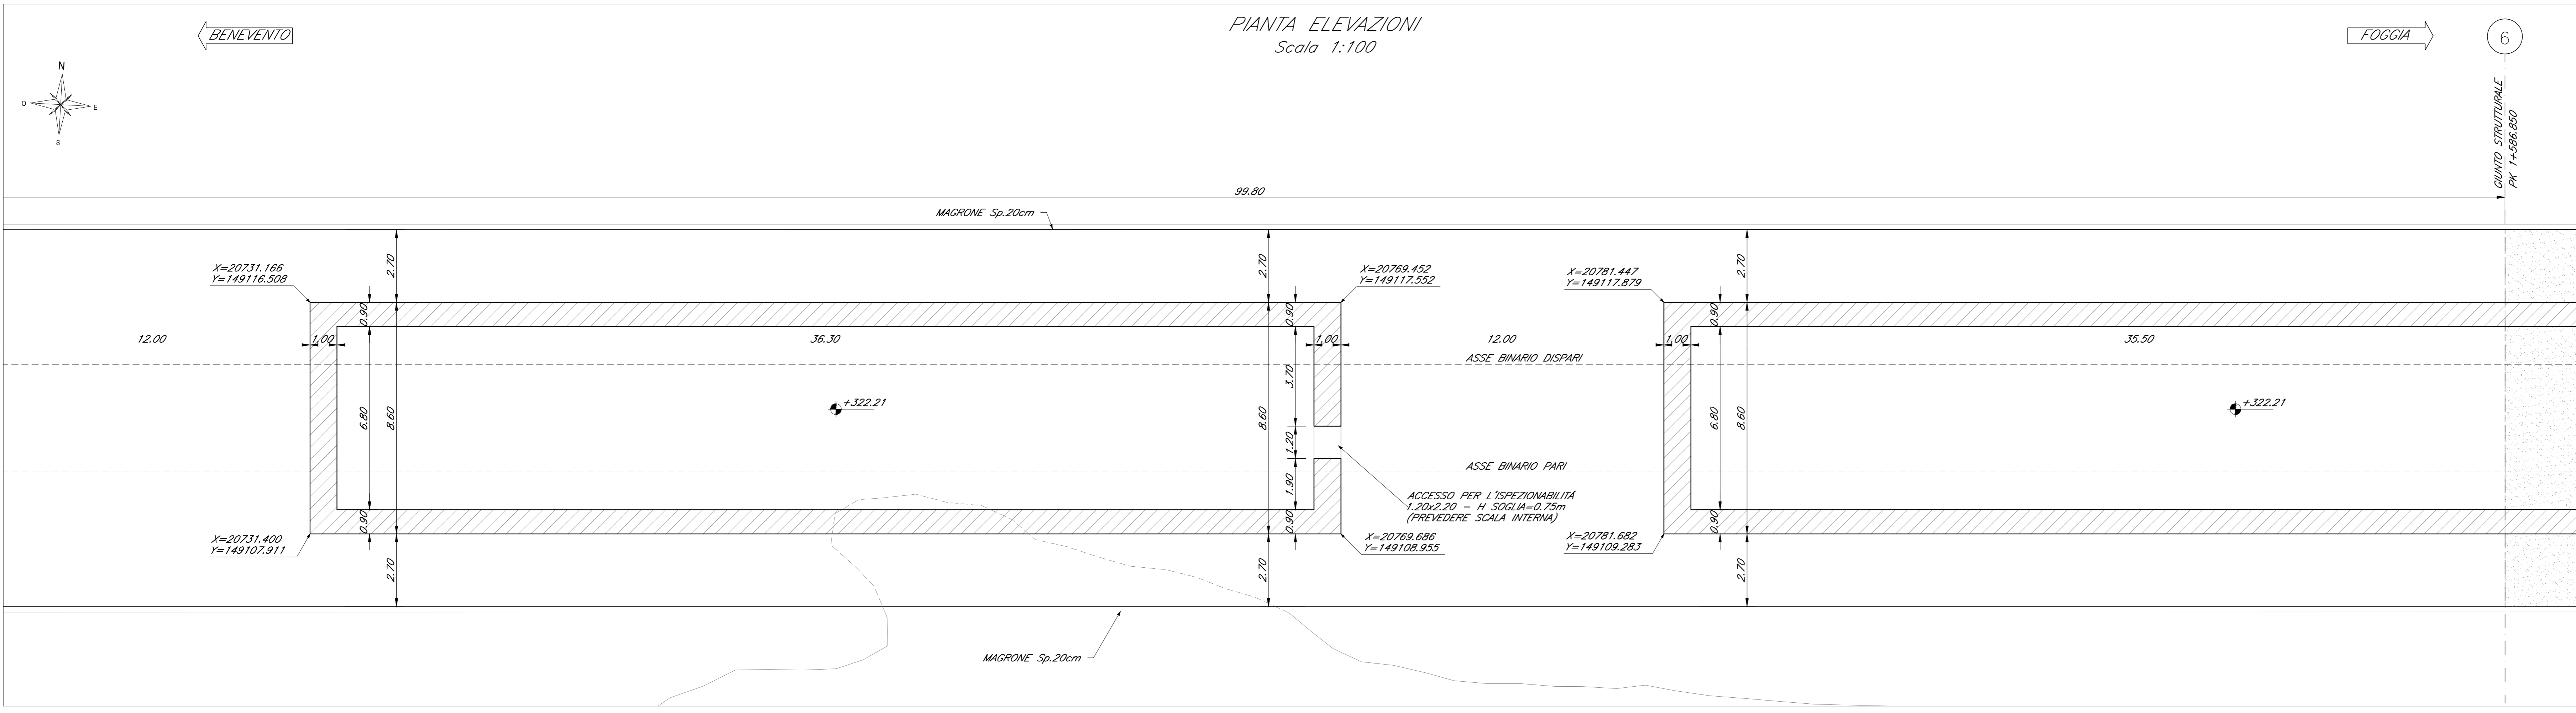 PIANTA ELEVAZIONI
Scala 1:100
BENEVENTO
FOGGIA
6
N
O
E
S
GIUNTO STRUTTURALE
PK 1+586.850
99.80
MAGRONE Sp.20cm
2.70
2.70
2.70
X=20731.166
Y=149116.508
X=20769.452
Y=149117.552
X=20781.447
Y=149117.879
0.90
0.90
0.90
12.00
1.00
36.30
1.00
12.00
1.00
35.50
ASSE BINARIO DISPARI
3.70
+322.21
+322.21
6.80
8.60
8.60
6.80
8.60
1.20
ASSE BINARIO PARI
1.90
ACCESSO PER L'ISPEZIONABILITÁ
1.20x2.20 - H SOGLIA=0.75m
(PREVEDERE SCALA INTERNA)
0.90
0.90
0.90
X=20731.400
Y=149107.911
X=20769.686
Y=149108.955
X=20781.682
Y=149109.283
2.70
2.70
2.70
MAGRONE Sp.20cm